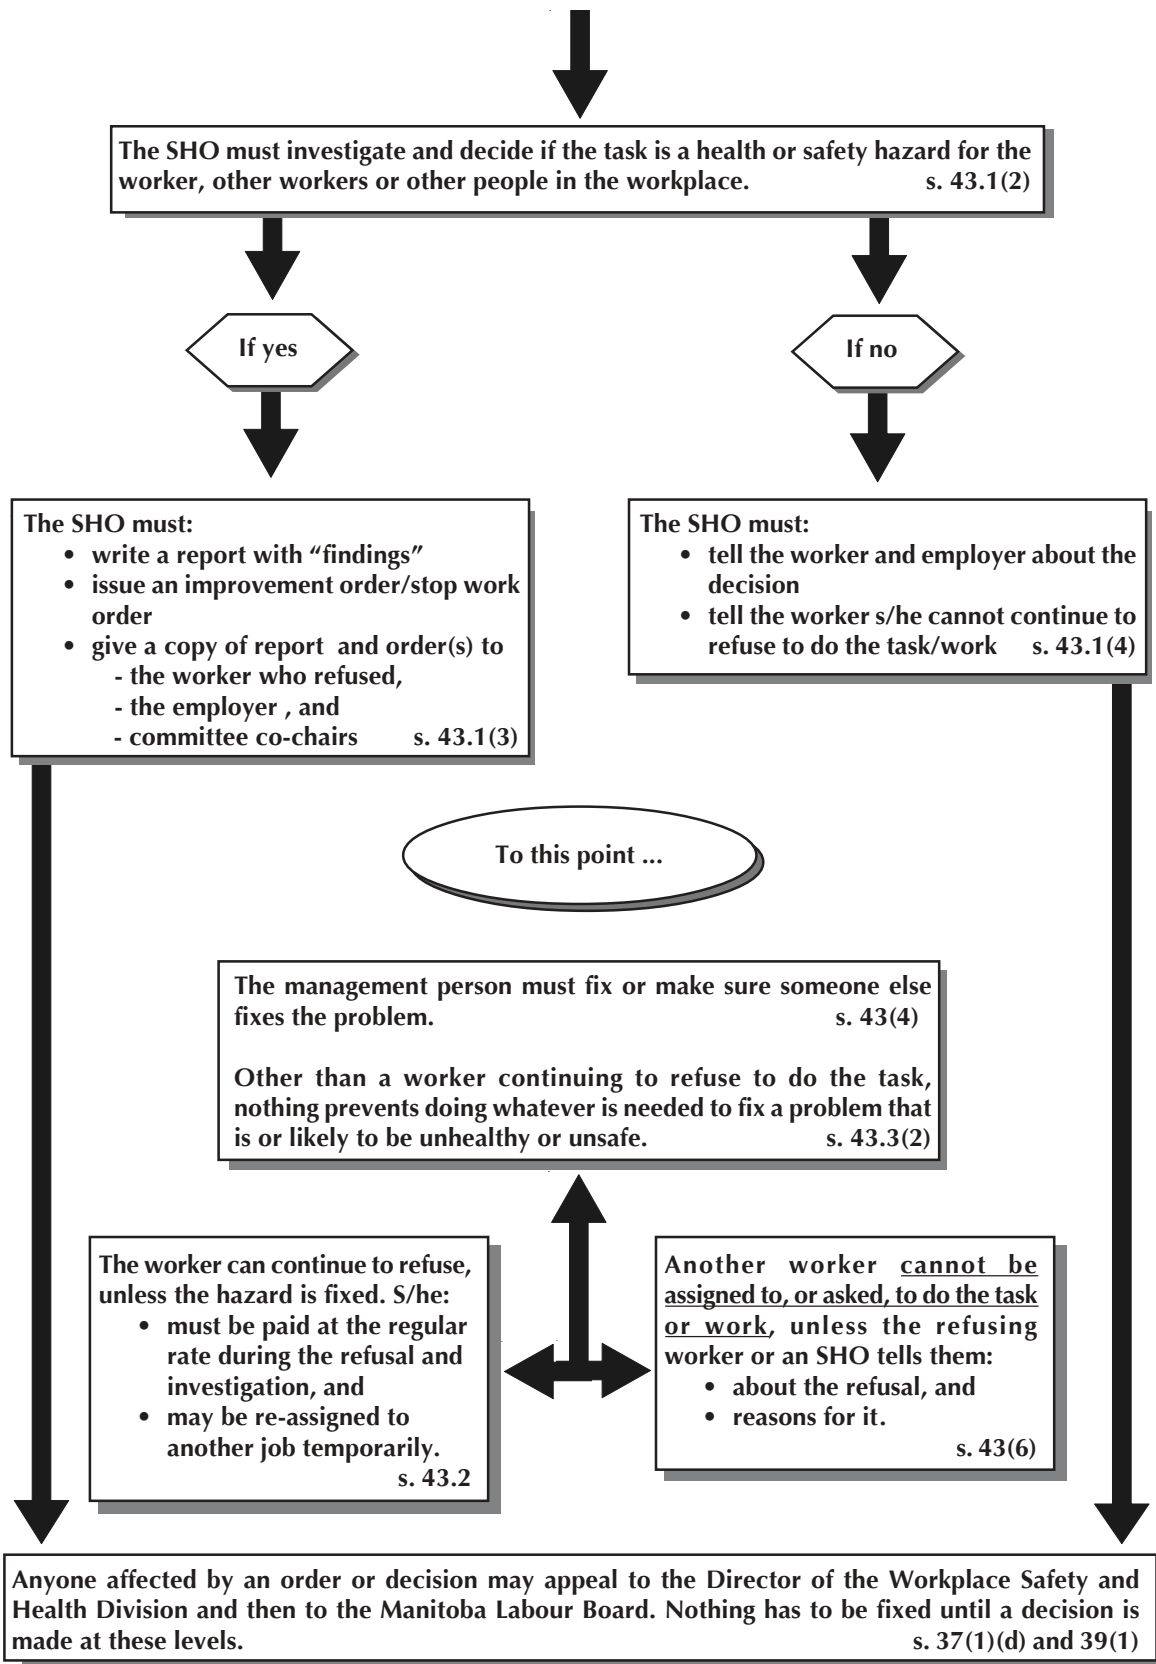 The SHO must investigate and decide if the task is a health or safety hazard for the
worker, other workers or other people in the workplace. s. 43.1(2)
If yes
If no
The SHO must:
• write a report with “findings”
• issue an improvement order/stop work
order
• give a copy of report and order(s) to
- the worker who refused,
- the employer , and
- committee co-chairs s. 43.1(3)
The SHO must:
• tell the worker and employer about the
decision
• tell the worker s/he cannot continue to
refuse to do the task/work s. 43.1(4)
To this point ...
The management person must fix or make sure someone else
fixes the problem. s. 43(4)
Other than a worker continuing to refuse to do the task,
nothing prevents doing whatever is needed to fix a problem that
is or likely to be unhealthy or unsafe. s. 43.3(2)
The worker can continue to refuse,
unless the hazard is fixed. S/he:
• must be paid at the regular
rate during the refusal and
investigation, and
• may be re-assigned to
another job temporarily.
s. 43.2
Another worker cannot be
assigned to, or asked, to do the task
or work, unless the refusing
worker or an SHO tells them:
• about the refusal, and
• reasons for it.
s. 43(6)
Anyone affected by an order or decision may appeal to the Director of the Workplace Safety and
Health Division and then to the Manitoba Labour Board. Nothing has to be fixed until a decision is
made at these levels. s. 37(1)(d) and 39(1)